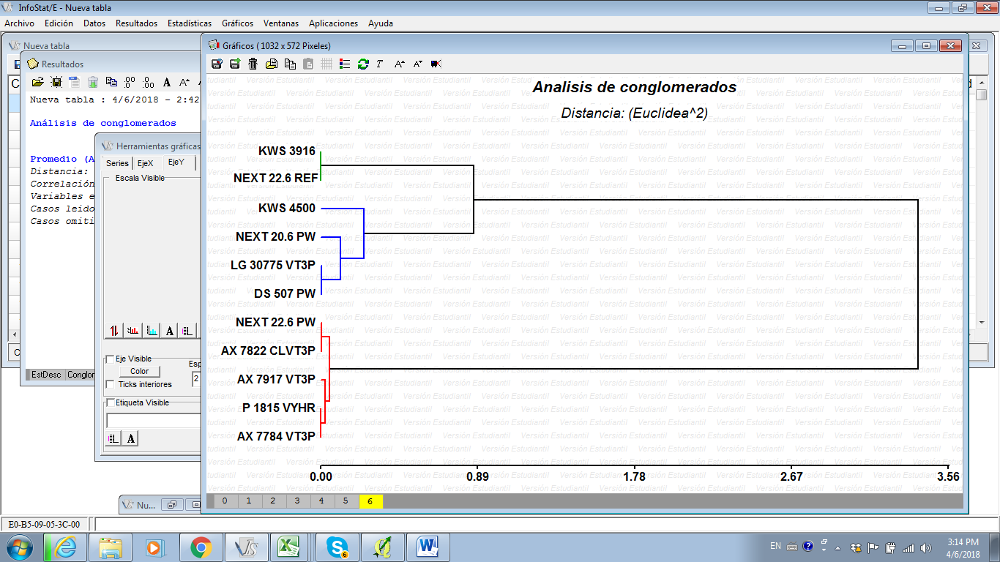 InfoStat/E - Nueva tabla
Archivo Edición Datos Resultados Estadísticas Gráficos Ventanas Aplicaciones Ayuda
Nueva tabla
Resultados
Nueva tabla : 4/6/2018 - 2:42
Análisis de conglomerados
Promedio (A
Distancia:
Correlación
Variables e
Casos leido
Casos omiti
EstDesc Conglor
Herramientas gráficas
Series EjeX EjeY
Escala Visible
Eje Visible
Color
Esp
Ticks interiores
2
Etiqueta Visible
Nu...
Gráficos (1032 x 572 Pixeles)
Analisis de conglomerados
Distancia: (Euclidea^2)
KWS 3916
NEXT 22.6 REF
KWS 4500
NEXT 20.6 PW
LG 30775 VT3P
DS 507 PW
NEXT 22.6 PW
AX 7822 CLVT3P
AX 7917 VT3P
P 1815 VYHR
AX 7784 VT3P
0.00 0.89 1.78 2.67 3.56
Versión Estudiantil
0 1 2 3 4 5 6
E0-B5-09-05-3C-00
EN
3:14 PM
4/6/2018